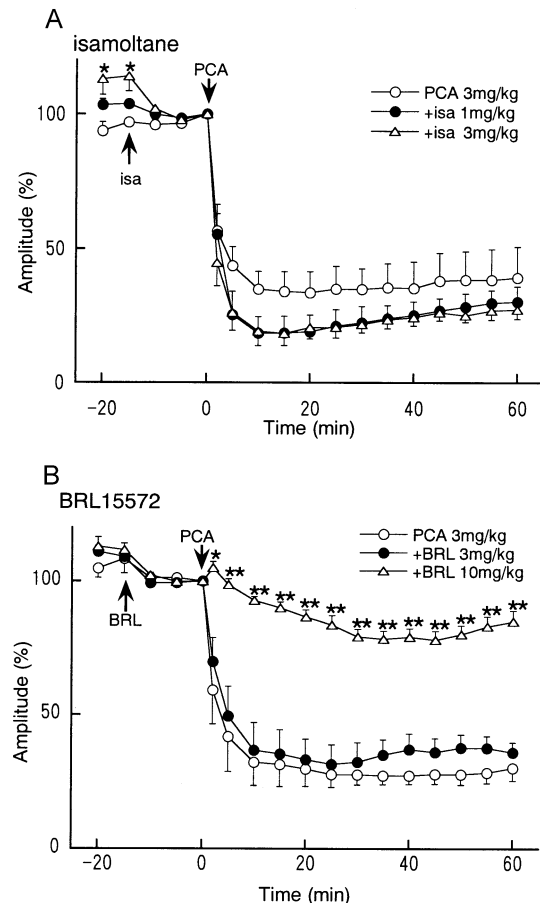 A
isamoltane
PCA
PCA 3mg/kg
+isa 1mg/kg
+isa 3mg/kg
* *
isa
100
50
0
Amplitude (%)
-20 0 20 40 60
Time (min)
B
BRL15572
PCA
PCA 3mg/kg
+BRL 3mg/kg
+BRL 10mg/kg
* ** ** ** ** ** ** ** ** ** ** ** **
BRL
100
50
0
Amplitude (%)
-20 0 20 40 60
Time (min)